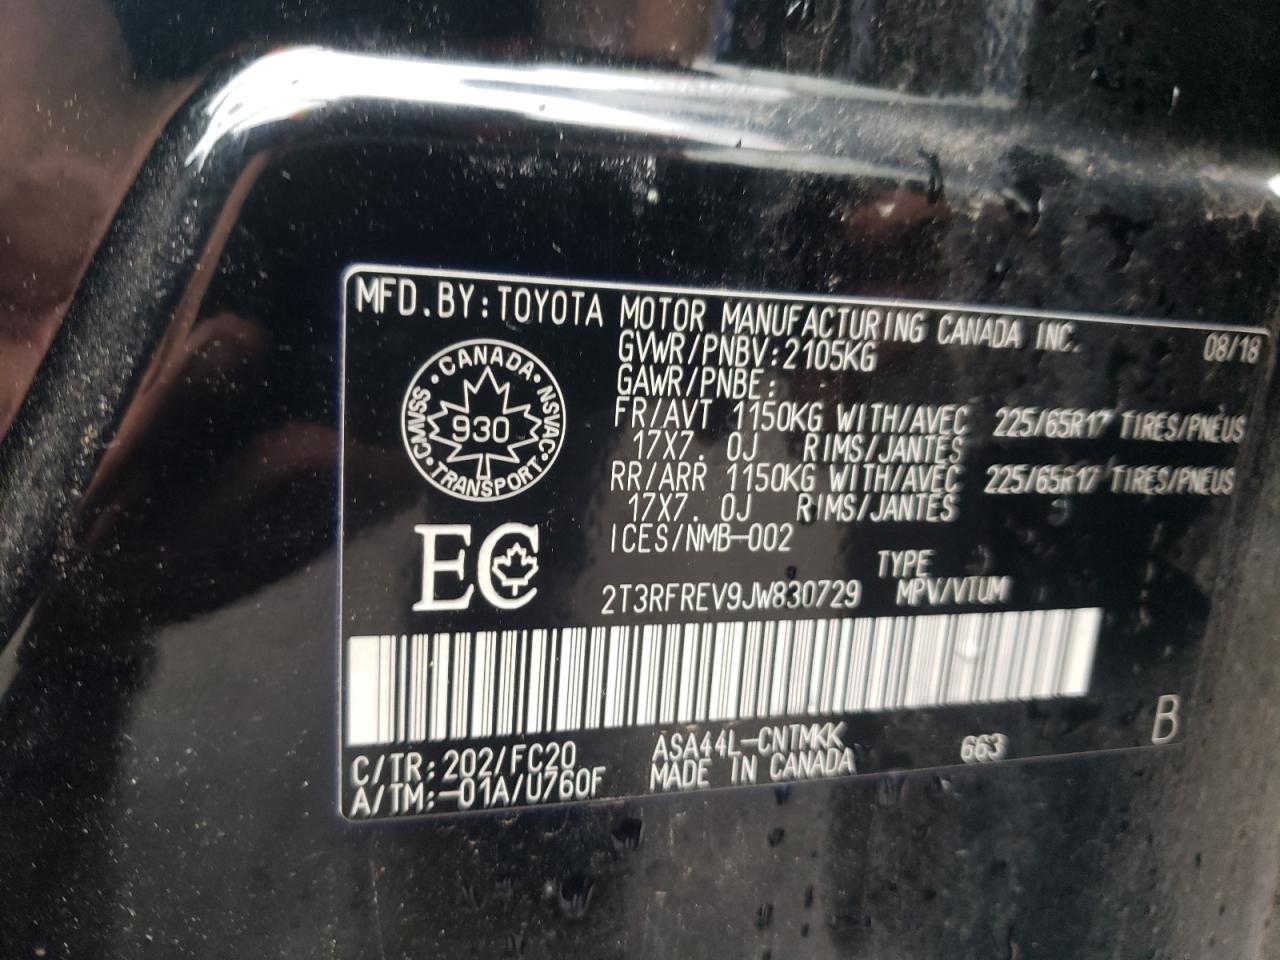 MFD.BY:TOYOTA MOTOR MANUFACTURING CANADA INC.
08/18
GVWR/PNBV:2105KG
GAWR/PNBE:
FR/AVT 1150KG WITH/AVEC 225/65R17 TIRES/PNEUS
17X7. 0J RIMS/JANTES
RR/ARR 1150KG WITH/AVEC 225/65R17 TIRES/PNEUS
17X7. 0J RIMS/JANTES
ICES/NMB-002
CANADA
CMVSS NSVAC
930
TRANSPORT
EC
TYPE
2T3RFREV9JW830729 MPV/VTUM
C/TR:202/FC20 ASA44L-CNTMKK 663 B
A/TM:-01A/U760F MADE IN CANADA